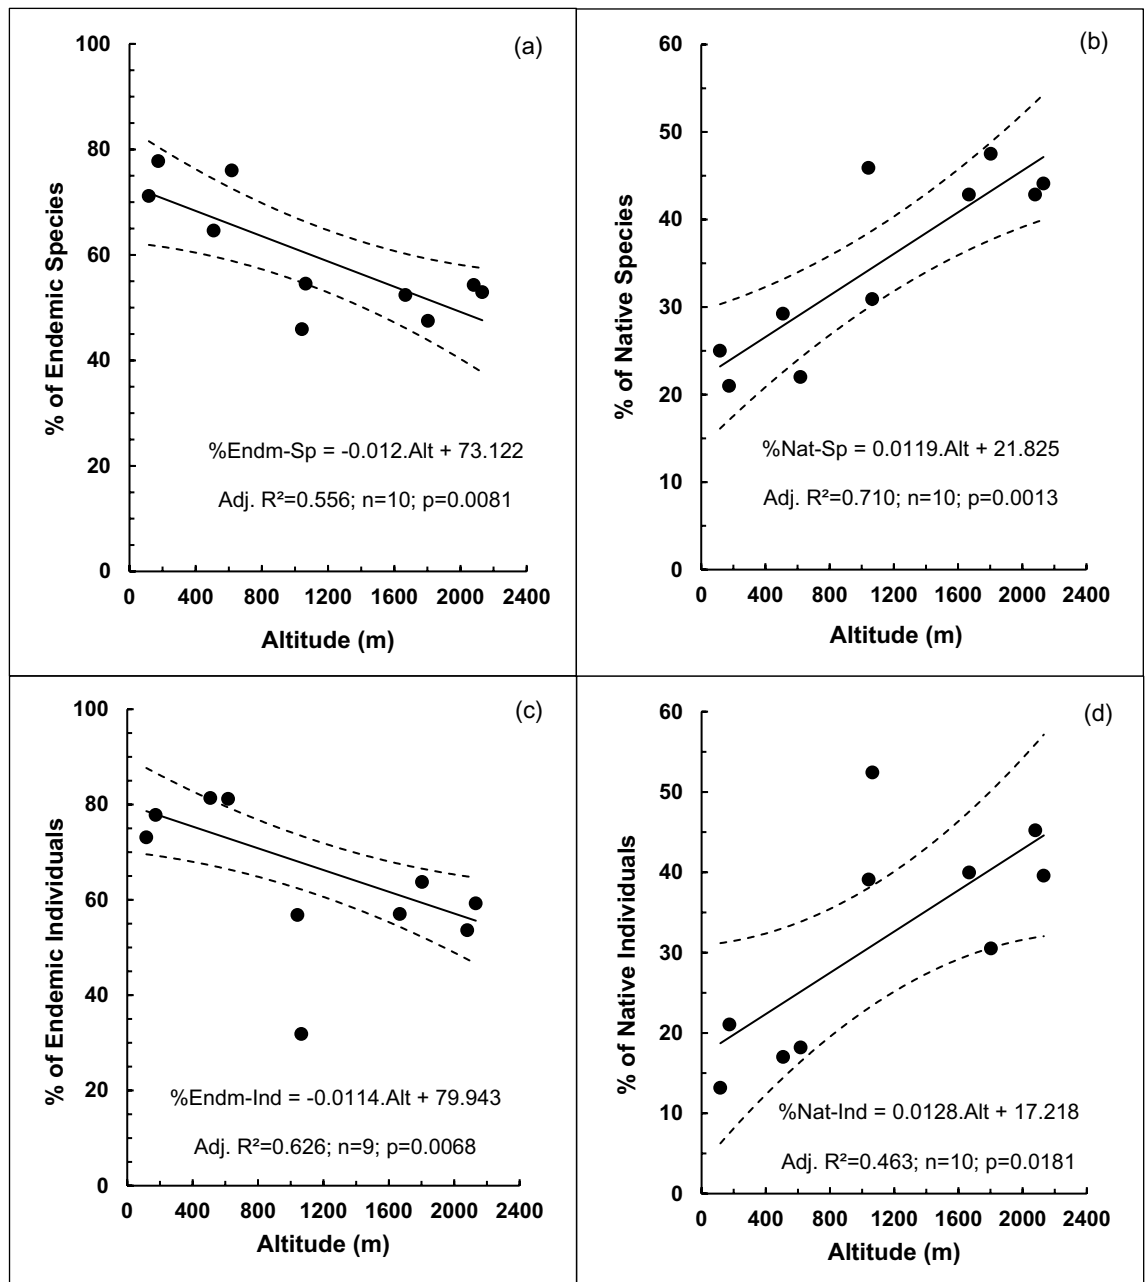 (a)
% of Endemic Species
100
80
60
40
20
0
%Endm-Sp = -0.012.Alt + 73.122
Adj. R²=0.556; n=10; p=0.0081
0 400 800 1200 1600 2000 2400
Altitude (m)
(b)
% of Native Species
60
50
40
30
20
10
0
%Nat-Sp = 0.0119.Alt + 21.825
Adj. R²=0.710; n=10; p=0.0013
0 400 800 1200 1600 2000 2400
Altitude (m)
(c)
% of Endemic Individuals
100
80
60
40
20
0
%Endm-Ind = -0.0114.Alt + 79.943
Adj. R²=0.626; n=9; p=0.0068
0 400 800 1200 1600 2000 2400
Altitude (m)
(d)
% of Native Individuals
60
50
40
30
20
10
0
%Nat-Ind = 0.0128.Alt + 17.218
Adj. R²=0.463; n=10; p=0.0181
0 400 800 1200 1600 2000 2400
Altitude (m)